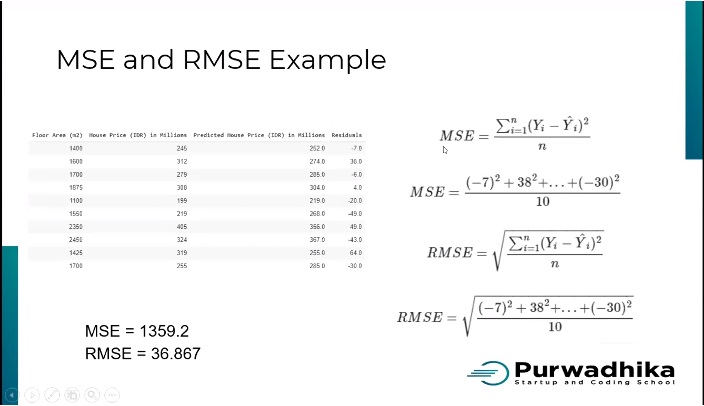 MSE and RMSE Example
Floor Area (m2) House Price (IDR) in Millions Predicted House Price (IDR) in Millions Residuals
1400 245 252.0 -7.0
1600 312 274.0 38.0
1700 279 285.0 -6.0
1875 308 304.0 4.0
1100 199 219.0 -20.0
1550 219 268.0 -49.0
2350 405 356.0 49.0
2450 324 367.0 -43.0
1425 319 255.0 64.0
1700 255 285.0 -30.0
MSE = \frac{\sum_{i=1}^{n}(Y_i - \hat{Y}_i)^2}{n}
MSE = \frac{(-7)^2 + 38^2 + \ldots + (-30)^2}{10}
RMSE = \sqrt{\frac{\sum_{i=1}^{n}(Y_i - \hat{Y}_i)^2}{n}}
RMSE = \sqrt{\frac{(-7)^2 + 38^2 + \ldots + (-30)^2}{10}}
MSE = 1359.2
RMSE = 36.867
Purwadhika
Startup and Coding School